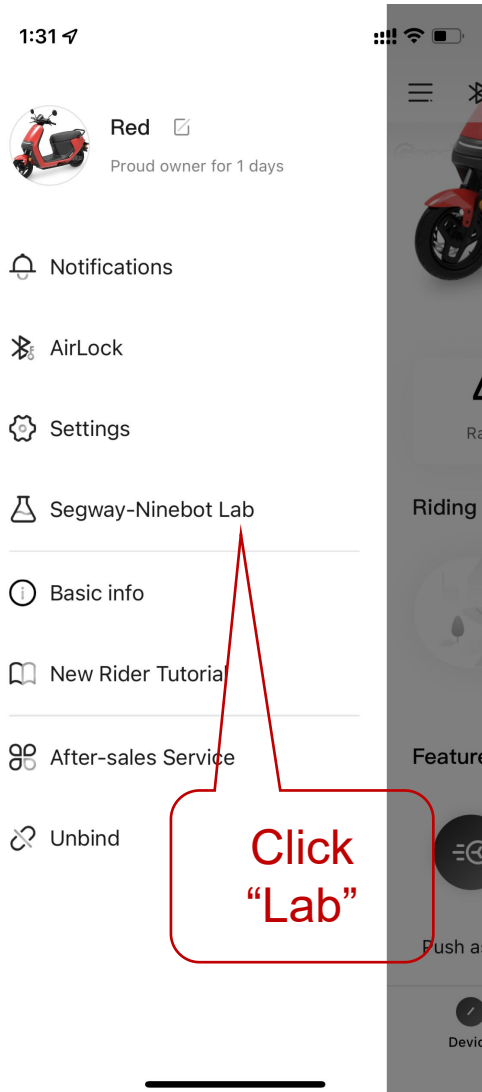 1:31
Red
Proud owner for 1 days
Notifications
AirLock
Settings
Segway-Ninebot Lab
Riding
Basic info
New Rider Tutorial
After-sales Service
Feature
Unbind
Click
“Lab”
Push as
Devic